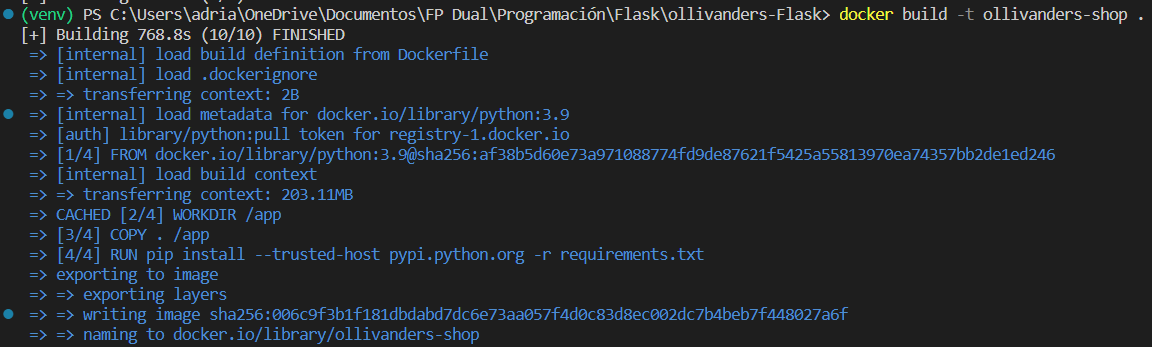 (venv) PS C:\Users\adria\OneDrive\Documentos\FP Dual\Programación\Flask\ollivanders-Flask> docker build -t ollivanders-shop .
[+] Building 768.8s (10/10) FINISHED
=> [internal] load build definition from Dockerfile
=> [internal] load .dockerignore
=> => transferring context: 2B
=> [internal] load metadata for docker.io/library/python:3.9
=> [auth] library/python:pull token for registry-1.docker.io
=> [1/4] FROM docker.io/library/python:3.9@sha256:af38b5d60e73a971088774fd9de87621f5425a55813970ea74357bb2de1ed246
=> [internal] load build context
=> => transferring context: 203.11MB
=> CACHED [2/4] WORKDIR /app
=> [3/4] COPY . /app
=> [4/4] RUN pip install --trusted-host pypi.python.org -r requirements.txt
=> exporting to image
=> => exporting layers
=> => writing image sha256:006c9f3b1f181dbdabd7dc6e73aa057f4d0c83d8ec002dc7b4beb7f448027a6f
=> => naming to docker.io/library/ollivanders-shop